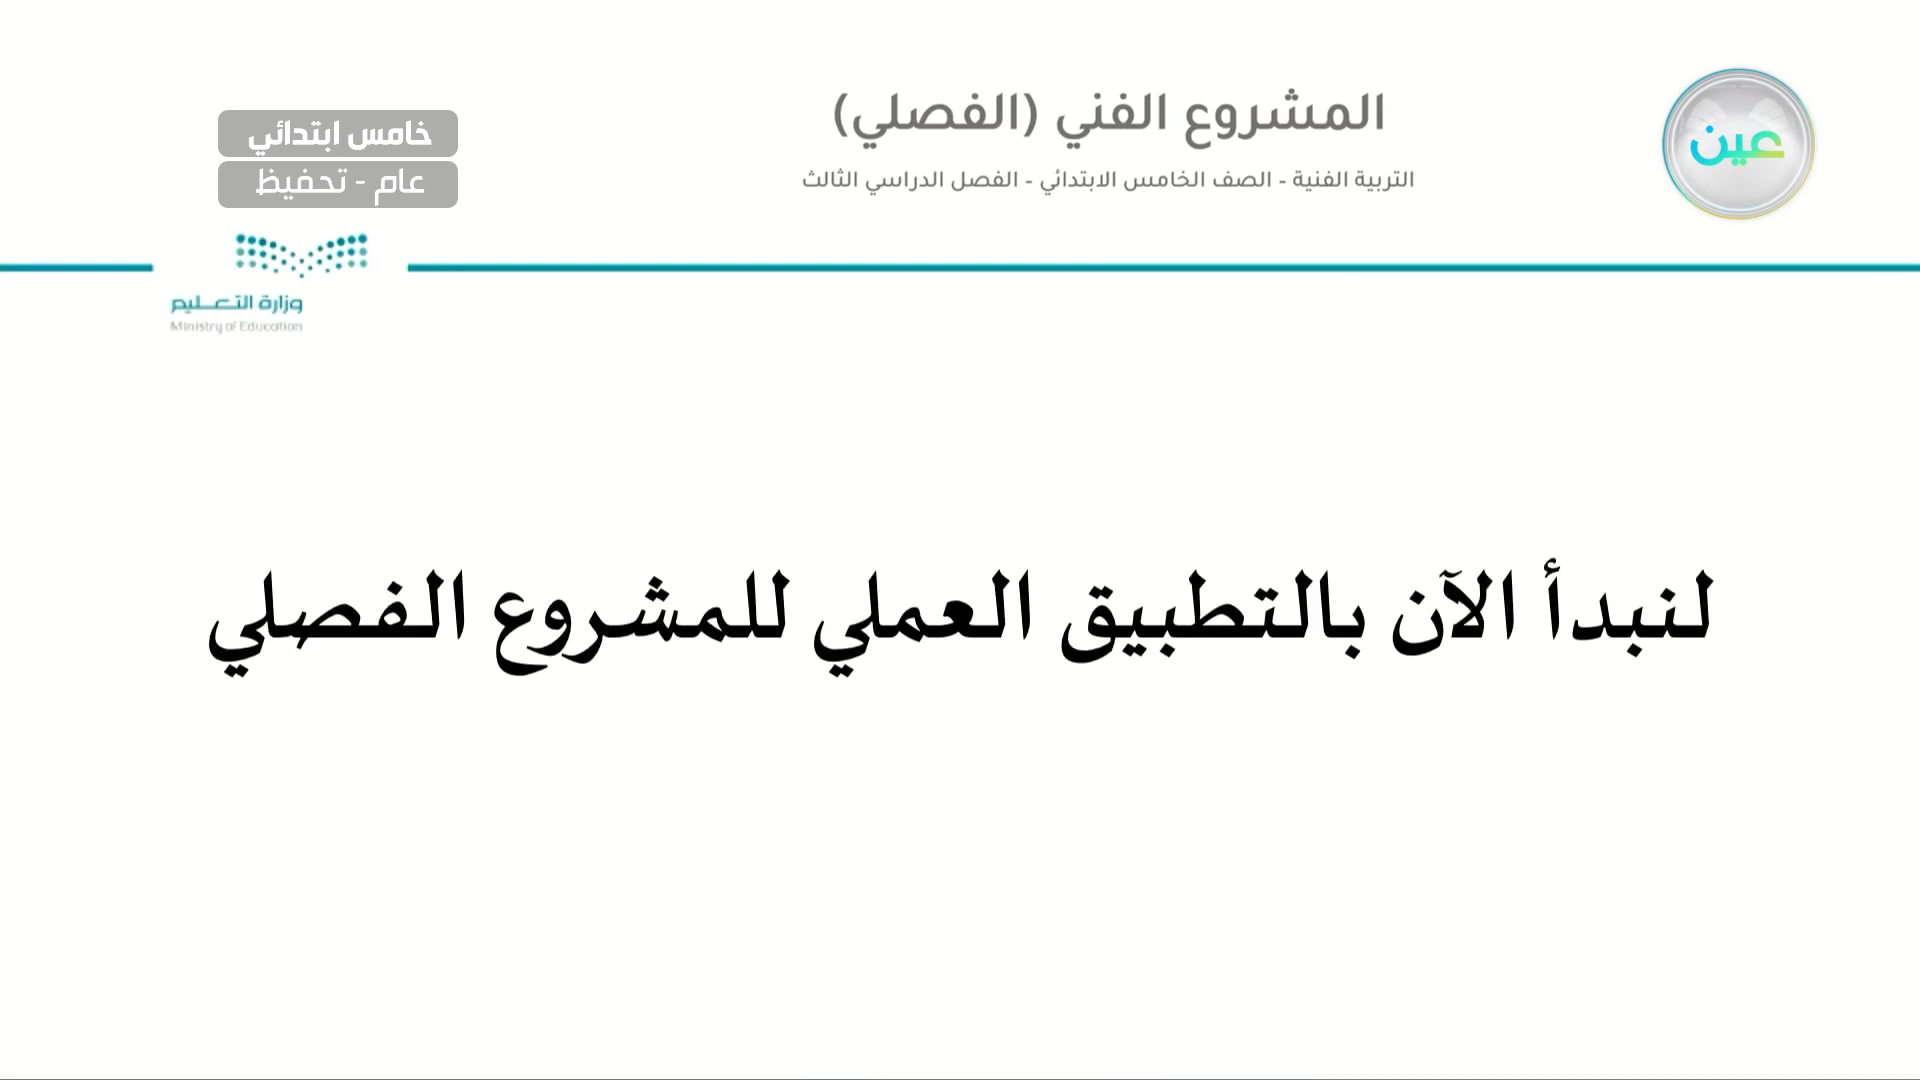 المشروع الفني (الفصلي)
التربية الفنية - الصف الخامس الابتدائي - الفصل الدراسي الثالث
عين
خامس ابتدائي
عام - تحفيظ
وزارة التعليم
Ministry of Education
لنبدأ الآن بالتطبيق العملي للمشروع الفصلي